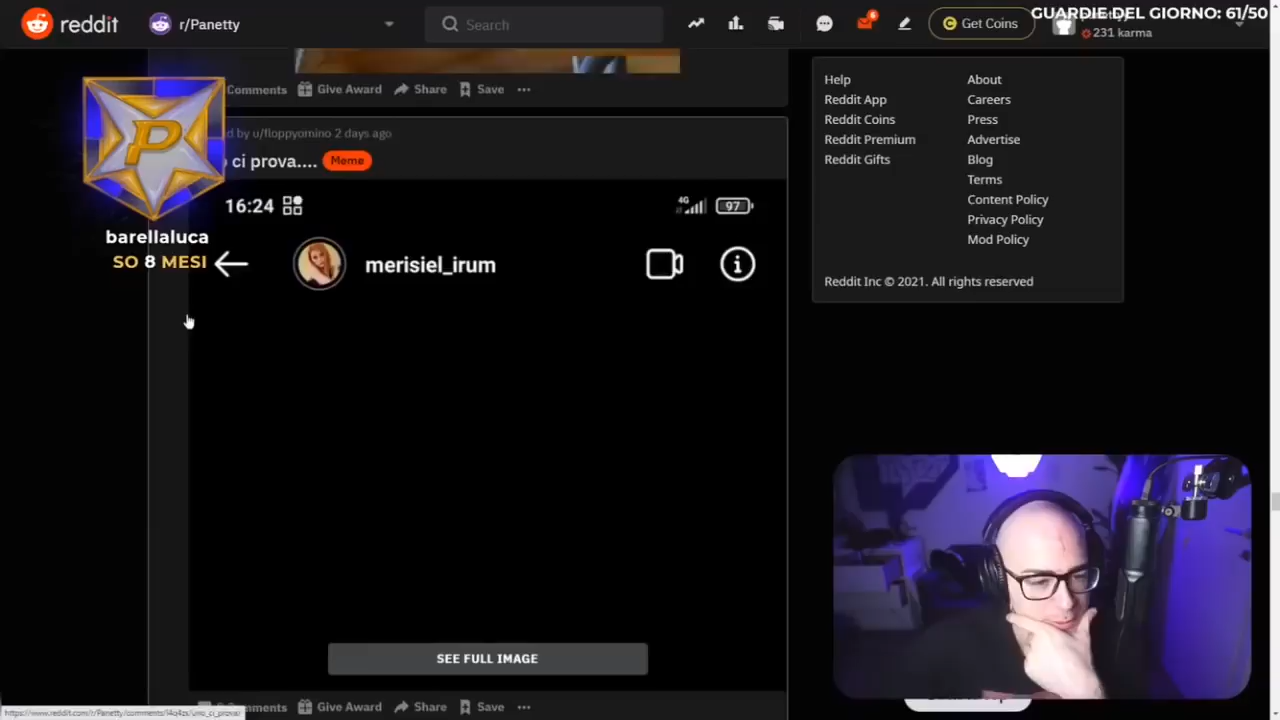 reddit
r/Panetty
Search
6
Get Coins
GUARDIE DEL GIORNO: 61/50
231 karma
Comments
Give Award
Share
Save
Help
Reddit App
Reddit Coins
Reddit Premium
Reddit Gifts
About
Careers
Press
Advertise
Blog
Terms
Content Policy
Privacy Policy
Mod Policy
Reddit Inc © 2021. All rights reserved
d by u/floppyomino 2 days ago
ci prova....
Meme
P
barellaluca
SO 8 MESI
16:24
4G
97
merisiel_irum
SEE FULL IMAGE
Comments
Give Award
Share
Save